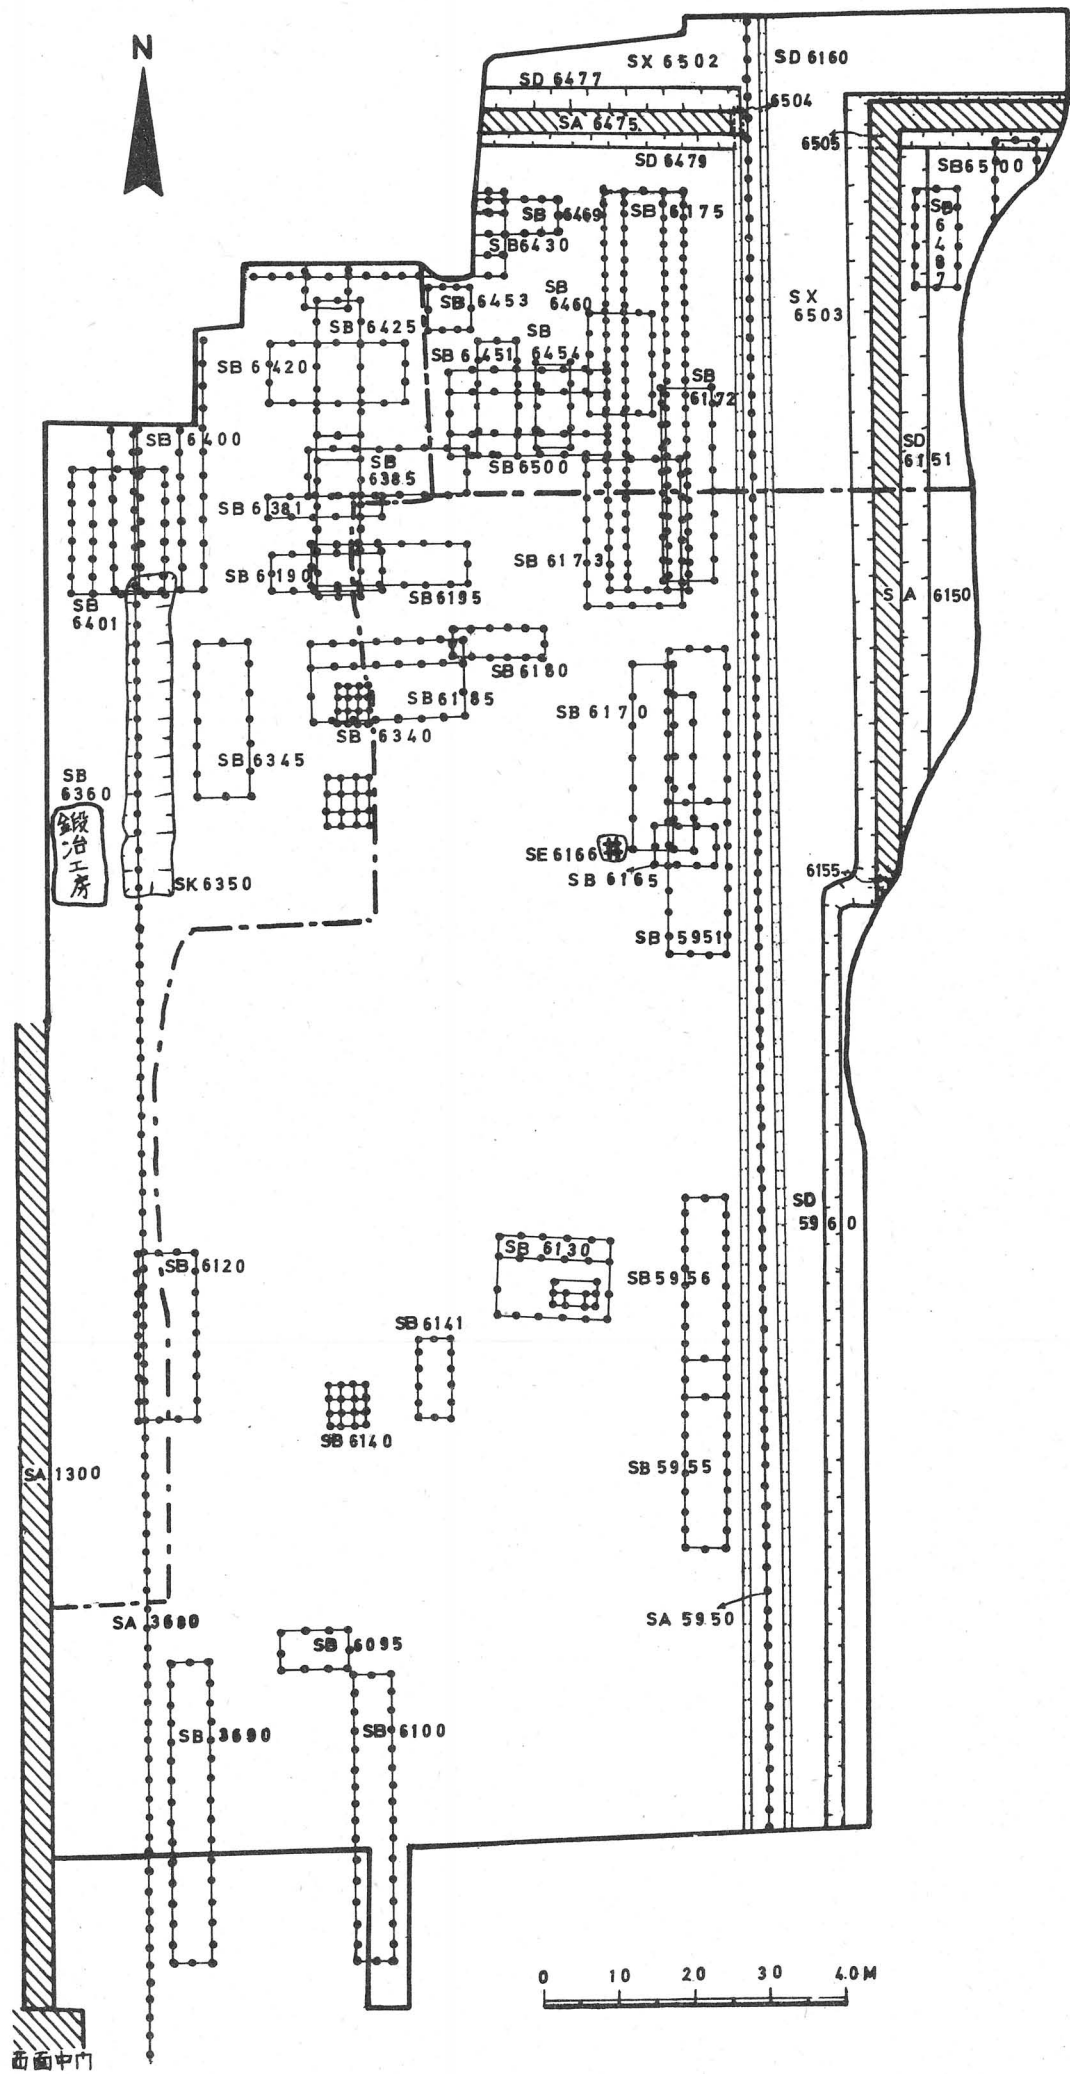 N
SX 6502
SD 6160
SD 6477
6504
SA 6475
6505
SD 6479
SB 6500
SB 6469
SB 6175
SB
6
4
8
7
SB 6430
SB 6453
SB
6460
SX
6503
SB 6425
SB 6451
SB
6454
SB 6420
SB
6172
SB 6400
SD
6151
SB
6385
SB 6500
SB 6381
SB 6173
SB 6190
SB 6195
SA 6150
SB
6401
SB 6180
SB 6185
SB 6170
SB 6340
SB 6345
SB
6360
鍛冶工房
SE 6166
井
6155
SB 6165
SK 6350
SB 5951
SD
5960
SB 6130
SB 6120
SB 5956
SB 6141
SB 6140
SB 5955
SA 1300
SA 5950
SA 3680
SB 6095
SB 3690
SB 6100
0 10 20 30 40M
西面中門